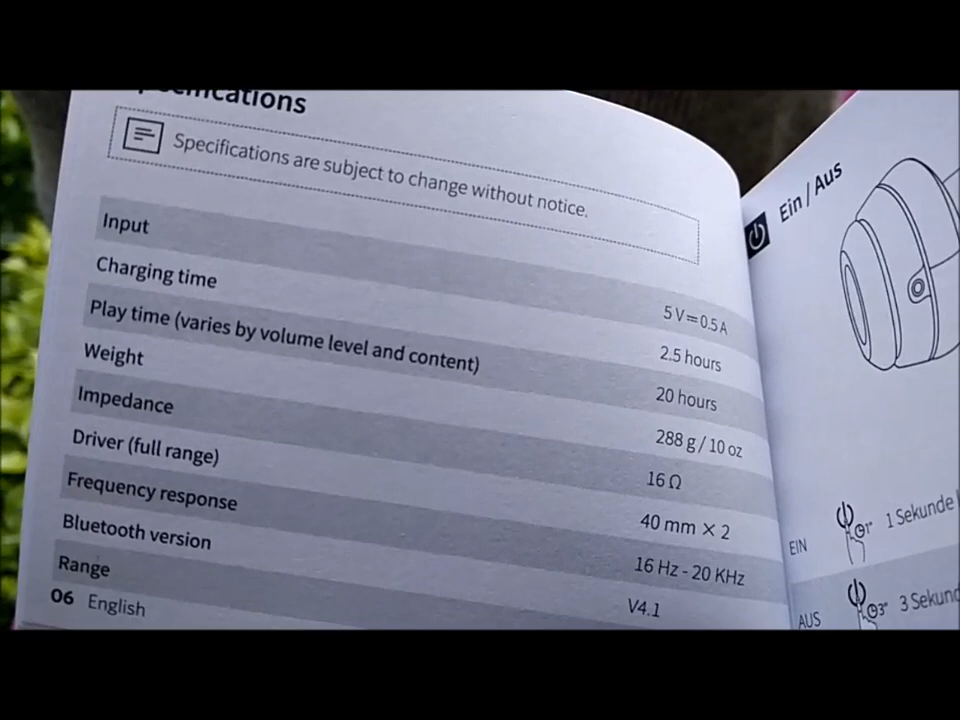 Specifications
Specifications are subject to change without notice.
Input 5 V⎓0.5 A
Charging time 2.5 hours
Play time (varies by volume level and content) 20 hours
Weight 288 g / 10 oz
Impedance 16 Ω
Driver (full range) 40 mm × 2
Frequency response 16 Hz - 20 KHz
Bluetooth version V4.1
Range
06 English
Ein / Aus
EIN 1" 1 Sekunde
AUS 3"